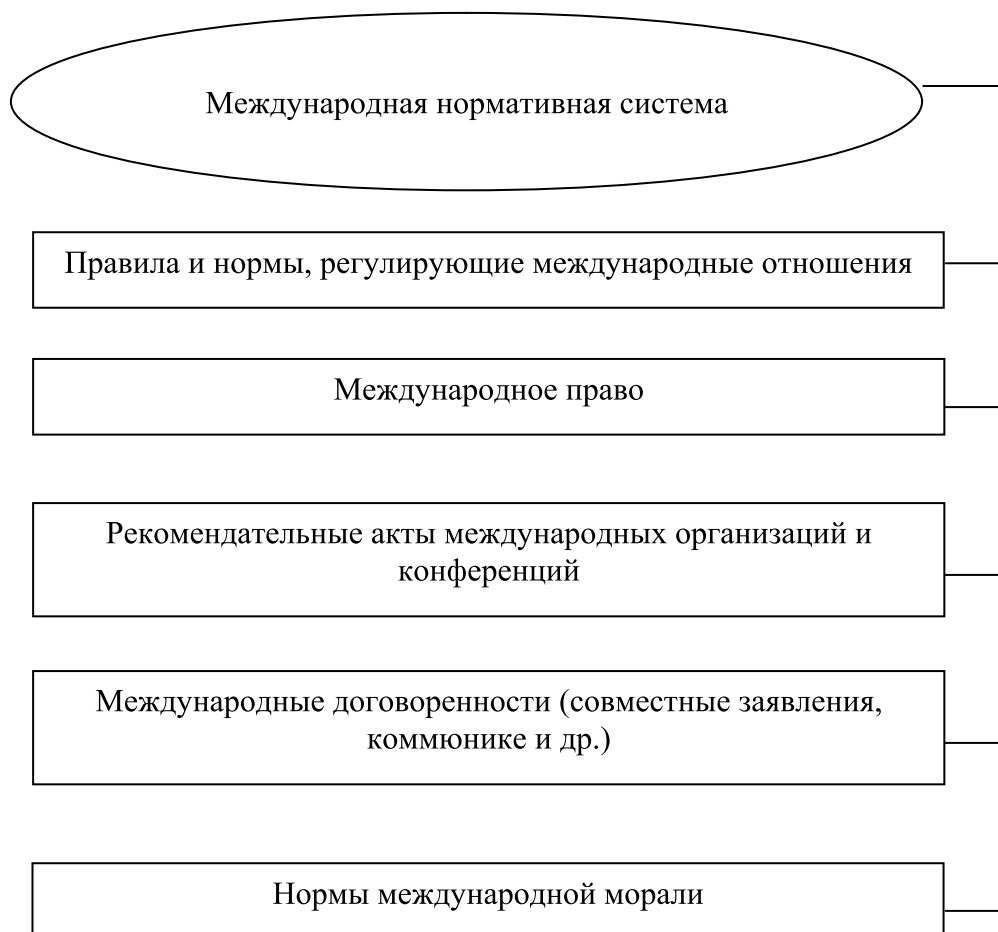 Международная нормативная система
Правила и нормы, регулирующие международные отношения
Международное право
Рекомендательные акты международных организаций и
конференций
Международные договоренности (совместные заявления,
коммюнике и др.)
Нормы международной морали